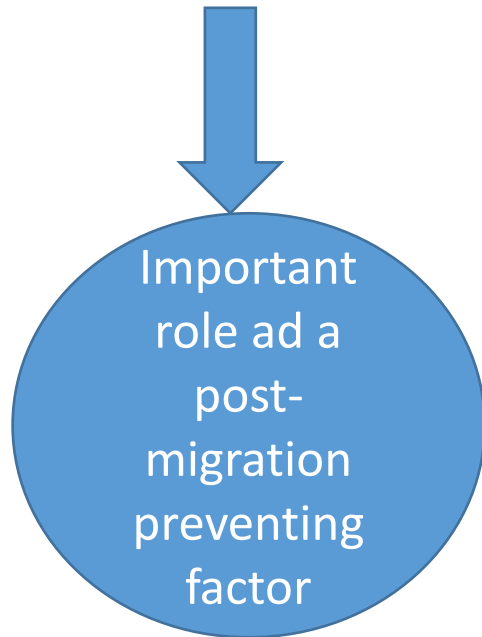 Important
role ad a
post-
migration
preventing
factor